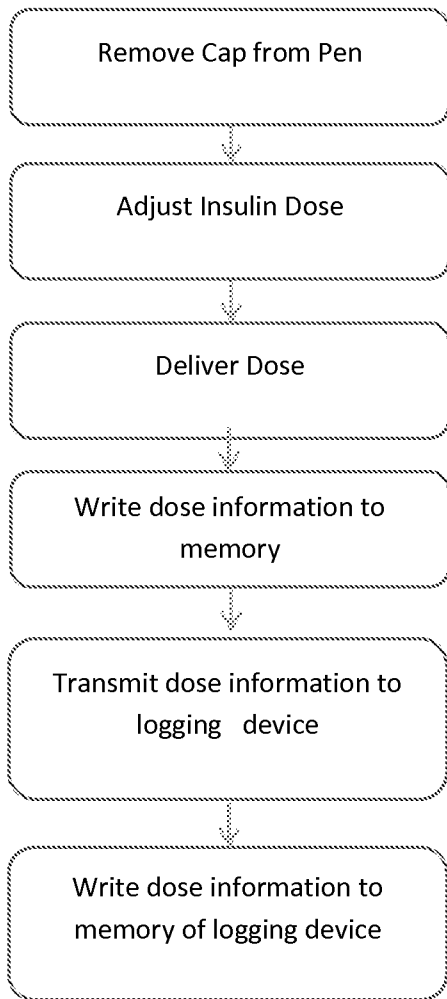 Remove Cap from Pen
Adjust Insulin Dose
Deliver Dose
Write dose information to
memory
Transmit dose information to
logging device
Write dose information to
memory of logging device